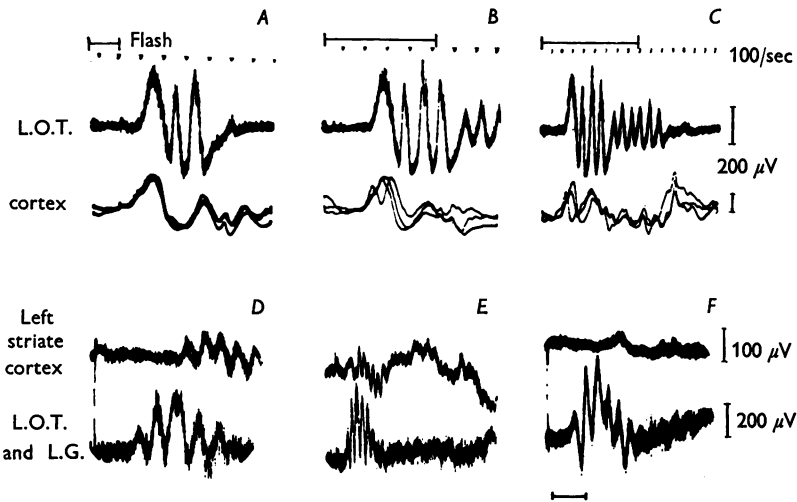 A
B
C
Flash
100/sec
L.O.T.
200 μV
cortex
D
E
F
Left
striate
cortex
100 μV
L.O.T.
and L.G.
200 μV